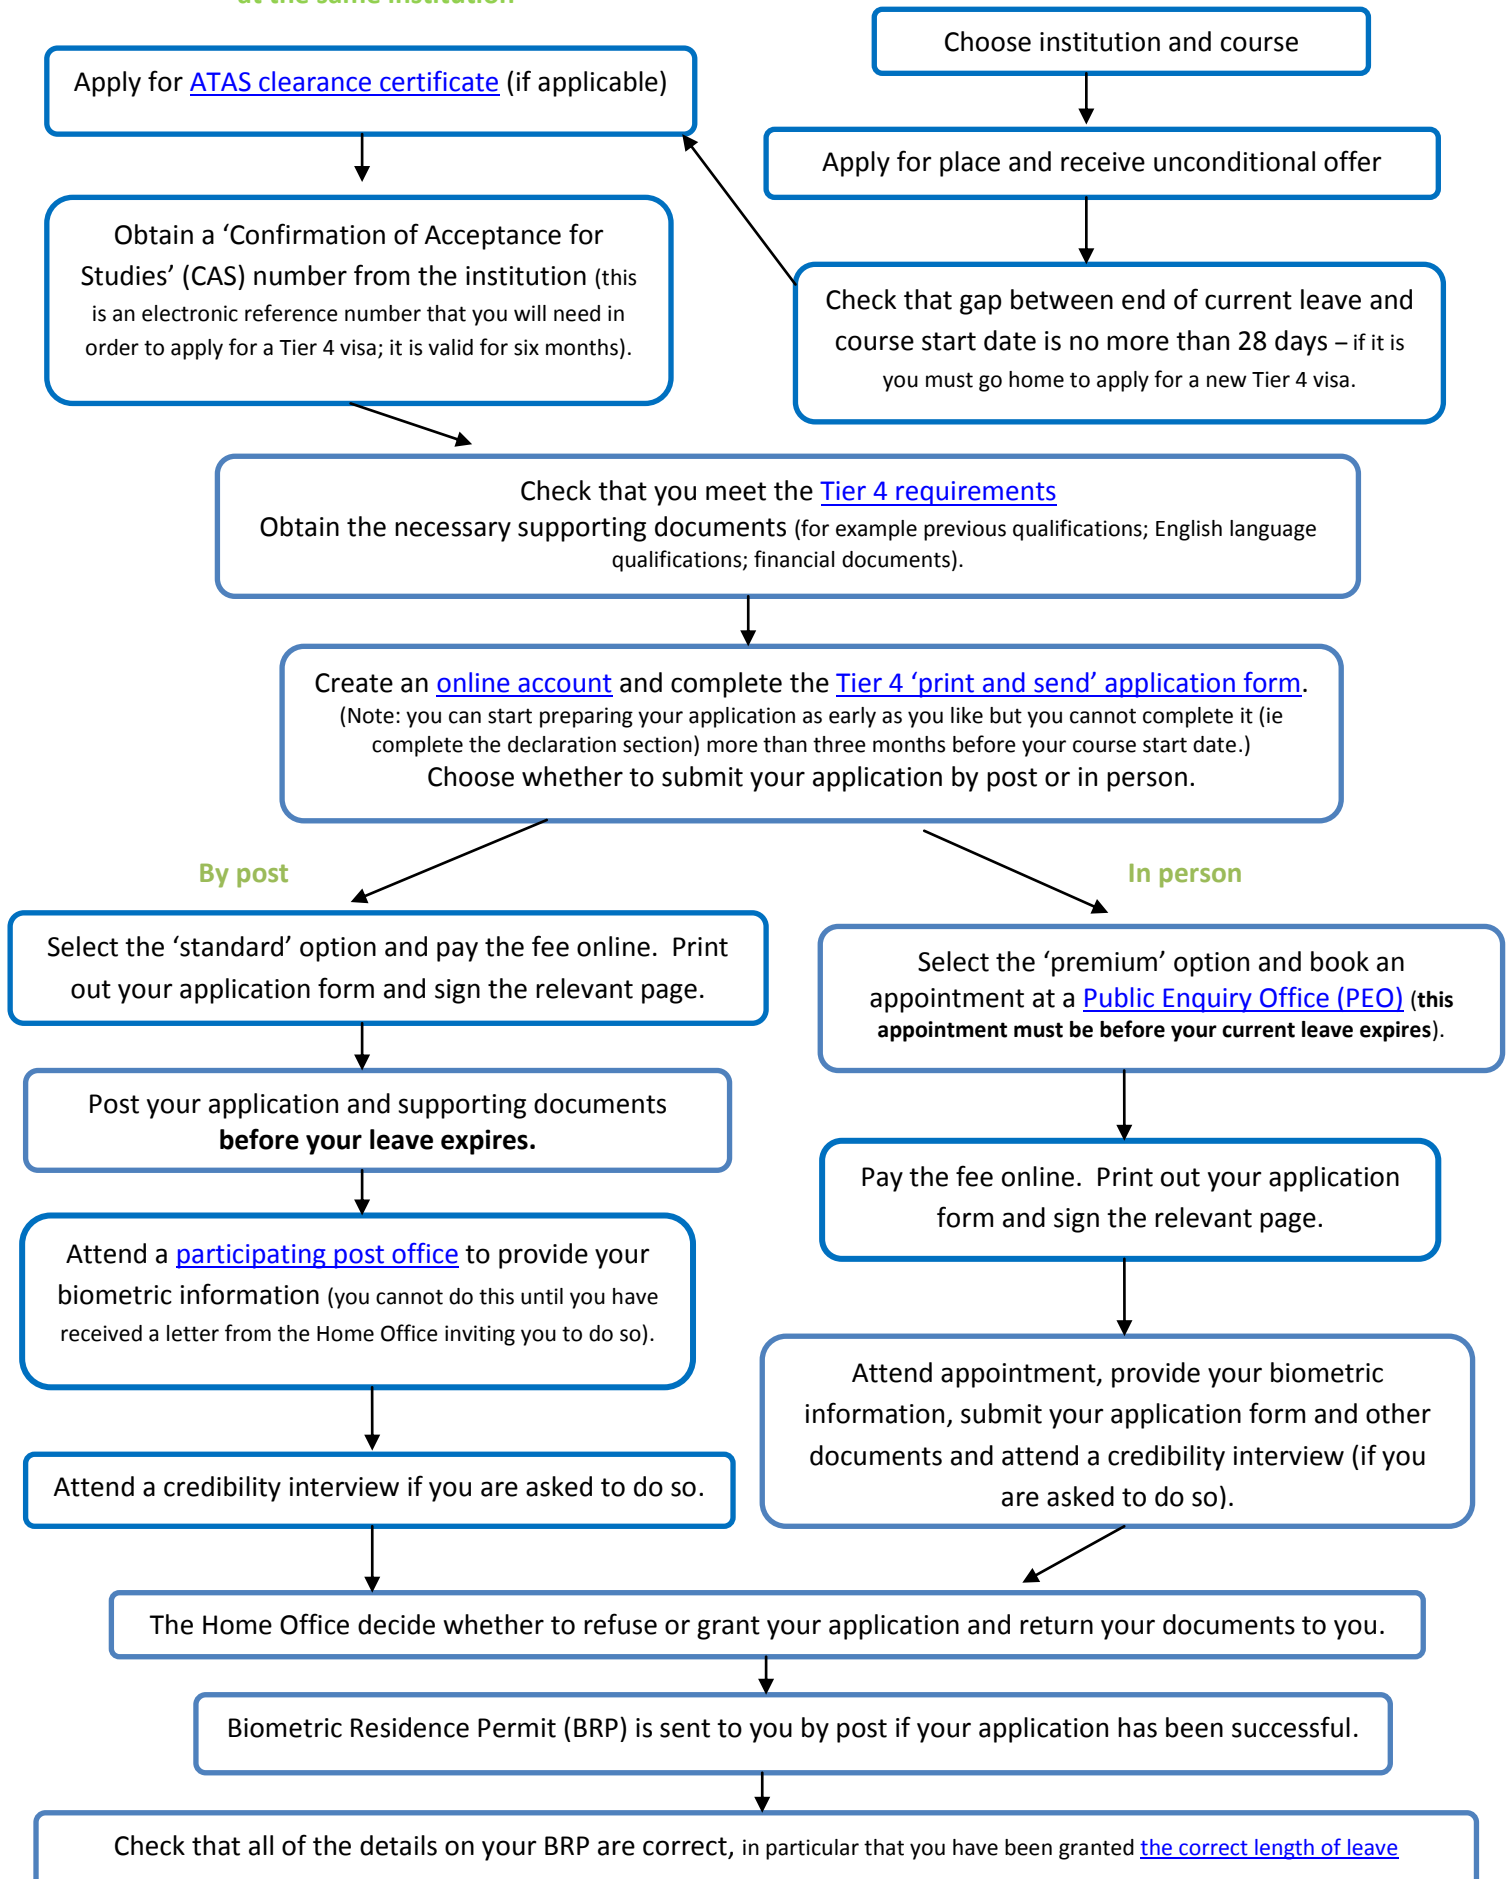 at the same institution
Choose institution and course
Apply for ATAS clearance certificate (if applicable)
Apply for place and receive unconditional offer
Obtain a ‘Confirmation of Acceptance for
Studies’ (CAS) number from the institution (this
is an electronic reference number that you will need in
order to apply for a Tier 4 visa; it is valid for six months).
Check that gap between end of current leave and
course start date is no more than 28 days – if it is
you must go home to apply for a new Tier 4 visa.
Check that you meet the Tier 4 requirements
Obtain the necessary supporting documents (for example previous qualifications; English language
qualifications; financial documents).
Create an online account and complete the Tier 4 ‘print and send’ application form.
(Note: you can start preparing your application as early as you like but you cannot complete it (ie
complete the declaration section) more than three months before your course start date.)
Choose whether to submit your application by post or in person.
By post
Select the ‘standard’ option and pay the fee online.  Print
out your application form and sign the relevant page.
Post your application and supporting documents
before your leave expires.
Attend a participating post office to provide your
biometric information (you cannot do this until you have
received a letter from the Home Office inviting you to do so).
Attend a credibility interview if you are asked to do so.
In person
Select the ‘premium’ option and book an
appointment at a Public Enquiry Office (PEO) (this
appointment must be before your current leave expires).
Pay the fee online.  Print out your application
form and sign the relevant page.
Attend appointment, provide your biometric
information, submit your application form and other
documents and attend a credibility interview (if you
are asked to do so).
The Home Office decide whether to refuse or grant your application and return your documents to you.
Biometric Residence Permit (BRP) is sent to you by post if your application has been successful.
Check that all of the details on your BRP are correct, in particular that you have been granted the correct length of leave